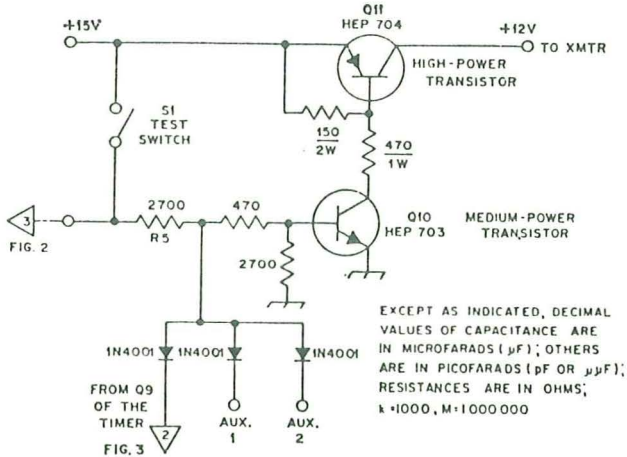 Q11
HEP 704
+15V
+12V
TO XMTR
HIGH-POWER
TRANSISTOR
S1
TEST
SWITCH
150
2W
470
1W
3
FIG. 2
2700
R5
470
Q10
HEP 703
MEDIUM-POWER
TRANSISTOR
2700
1N4001
1N4001
1N4001
EXCEPT AS INDICATED, DECIMAL
VALUES OF CAPACITANCE ARE
IN MICROFARADS (µF); OTHERS
ARE IN PICOFARADS (pF OR µµF);
RESISTANCES ARE IN OHMS;
k=1000, M=1000000
FROM Q9
OF THE
TIMER
2
FIG. 3
AUX.
1
AUX.
2